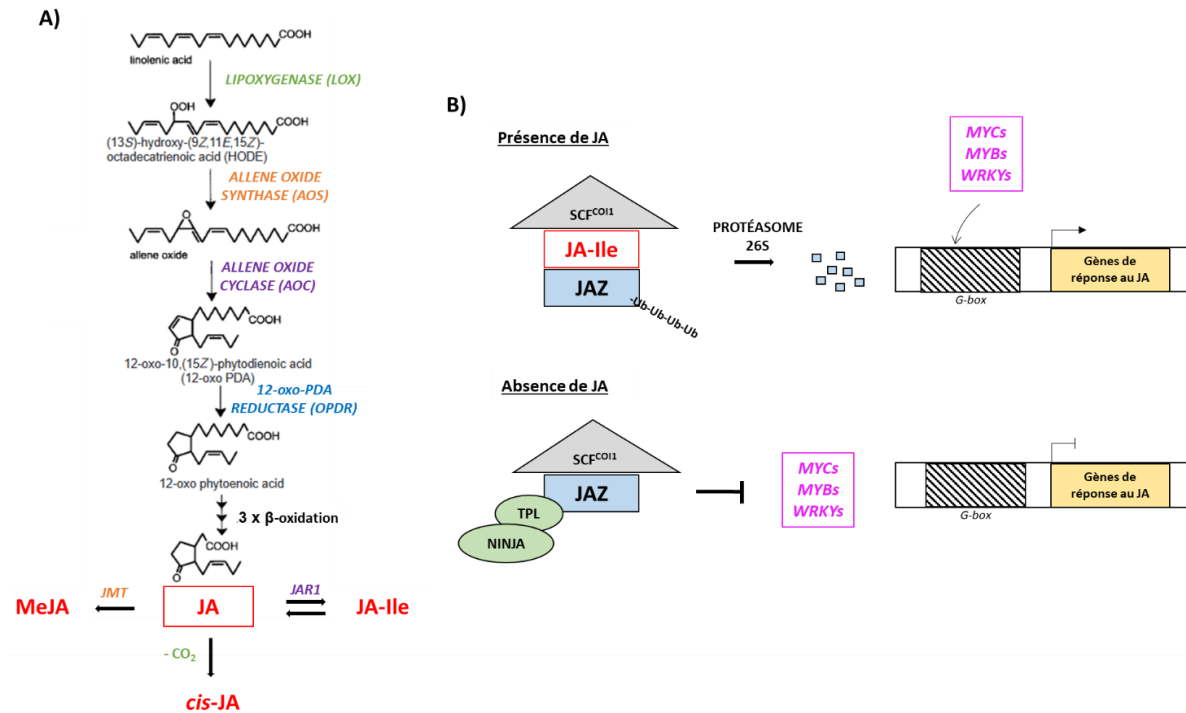 A)
COOH
linolenic acid
LIPOXYGENASE (LOX)
OOH
COOH
(13S)-hydroxy-(9Z,11E,15Z)-
octadecatrienoic acid (HODE)
ALLENE OXIDE
SYNTHASE (AOS)
O
COOH
allene oxide
ALLENE OXIDE
CYCLASE (AOC)
COOH
O
12-oxo-10,(15Z)-phytodienoic acid
(12-oxo PDA)
12-oxo-PDA
REDUCTASE (OPDR)
COOH
O
12-oxo phytoenoic acid
3 x β-oxidation
COOH
O
MeJA
JMT
JA
JAR1
JA-Ile
- CO₂
cis-JA
B)
Présence de JA
SCF^COI1
JA-Ile
JAZ
-Ub-Ub-Ub-Ub
PROTÉASOME
26S
MYCs
MYBs
WRKYs
G-box
Gènes de
réponse au JA
Absence de JA
SCF^COI1
JAZ
TPL
NINJA
MYCs
MYBs
WRKYs
G-box
Gènes de
réponse au JA